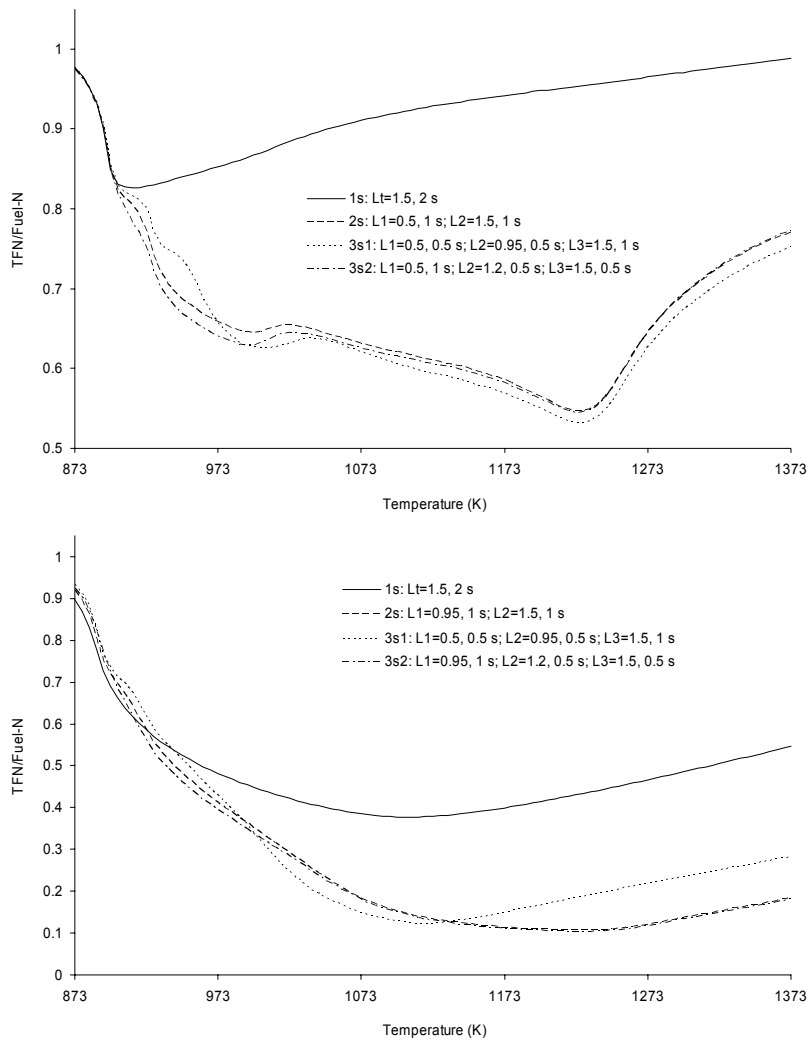 1
0.9
0.8
0.7
0.6
0.5
TFN/Fuel-N
1s: Lt=1.5, 2 s
2s: L1=0.5, 1 s; L2=1.5, 1 s
3s1: L1=0.5, 0.5 s; L2=0.95, 0.5 s; L3=1.5, 1 s
3s2: L1=0.5, 1 s; L2=1.2, 0.5 s; L3=1.5, 0.5 s
873 973 1073 1173 1273 1373
Temperature (K)
1
0.9
0.8
0.7
0.6
0.5
0.4
0.3
0.2
0.1
0
TFN/Fuel-N
1s: Lt=1.5, 2 s
2s: L1=0.95, 1 s; L2=1.5, 1 s
3s1: L1=0.5, 0.5 s; L2=0.95, 0.5 s; L3=1.5, 1 s
3s2: L1=0.95, 1 s; L2=1.2, 0.5 s; L3=1.5, 0.5 s
873 973 1073 1173 1273 1373
Temperature (K)